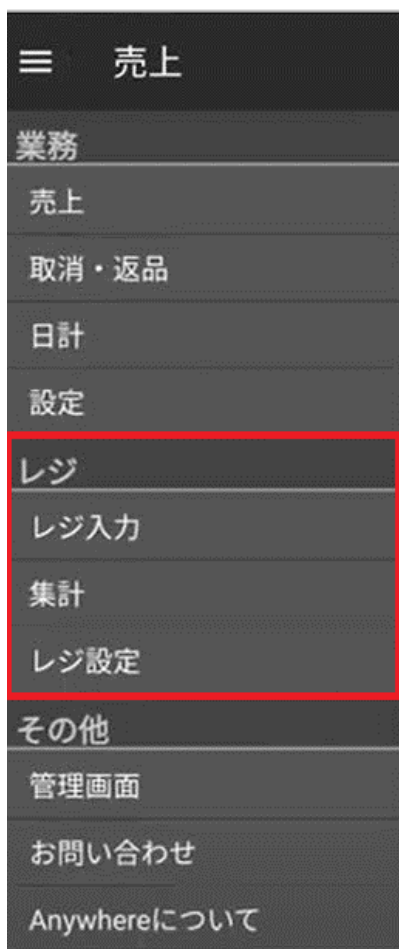 売上
業務
売上
取消・返品
日計
設定
レジ
レジ入力
集計
レジ設定
その他
管理画面
お問い合わせ
Anywhereについて